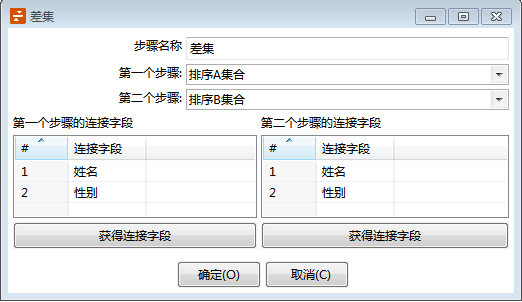 差集
步骤名称 差集
第一个步骤: 排序A集合
第二个步骤: 排序B集合
第一个步骤的连接字段 第二个步骤的连接字段
# 连接字段 # 连接字段
1 姓名 1 姓名
2 性别 2 性别
获得连接字段 获得连接字段
确定(O) 取消(C)